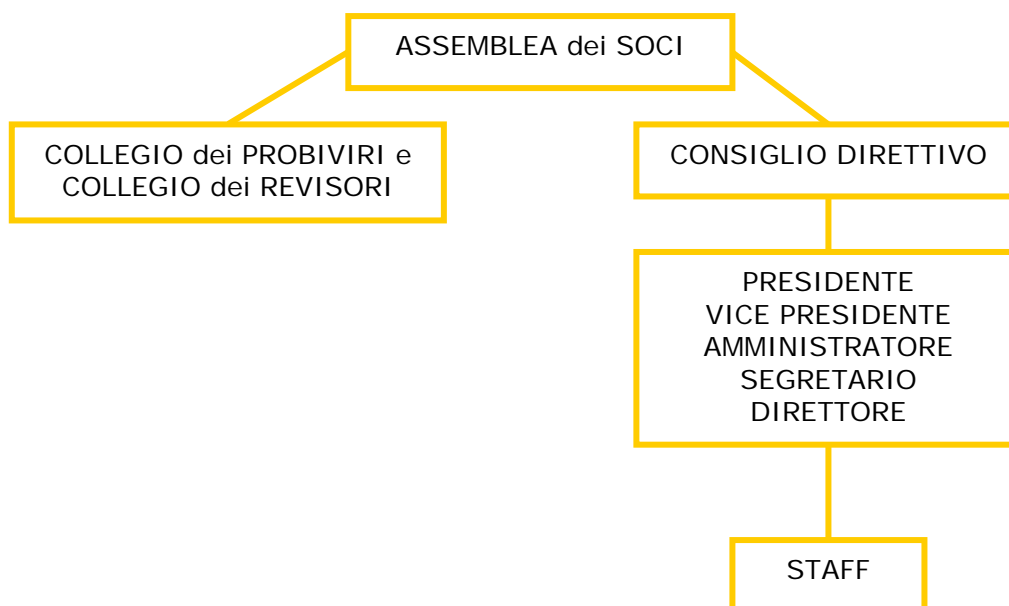 ASSEMBLEA dei SOCI
COLLEGIO dei PROBIVIRI e
COLLEGIO dei REVISORI
CONSIGLIO DIRETTIVO
PRESIDENTE
VICE PRESIDENTE
AMMINISTRATORE
SEGRETARIO
DIRETTORE
STAFF